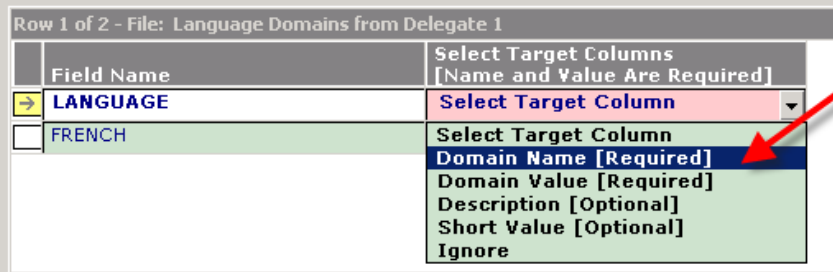 Row 1 of 2 - File: Language Domains from Delegate 1
Field Name
Select Target Columns
[Name and Value Are Required]
LANGUAGE
Select Target Column
FRENCH
Select Target Column
Domain Name [Required]
Domain Value [Required]
Description [Optional]
Short Value [Optional]
Ignore